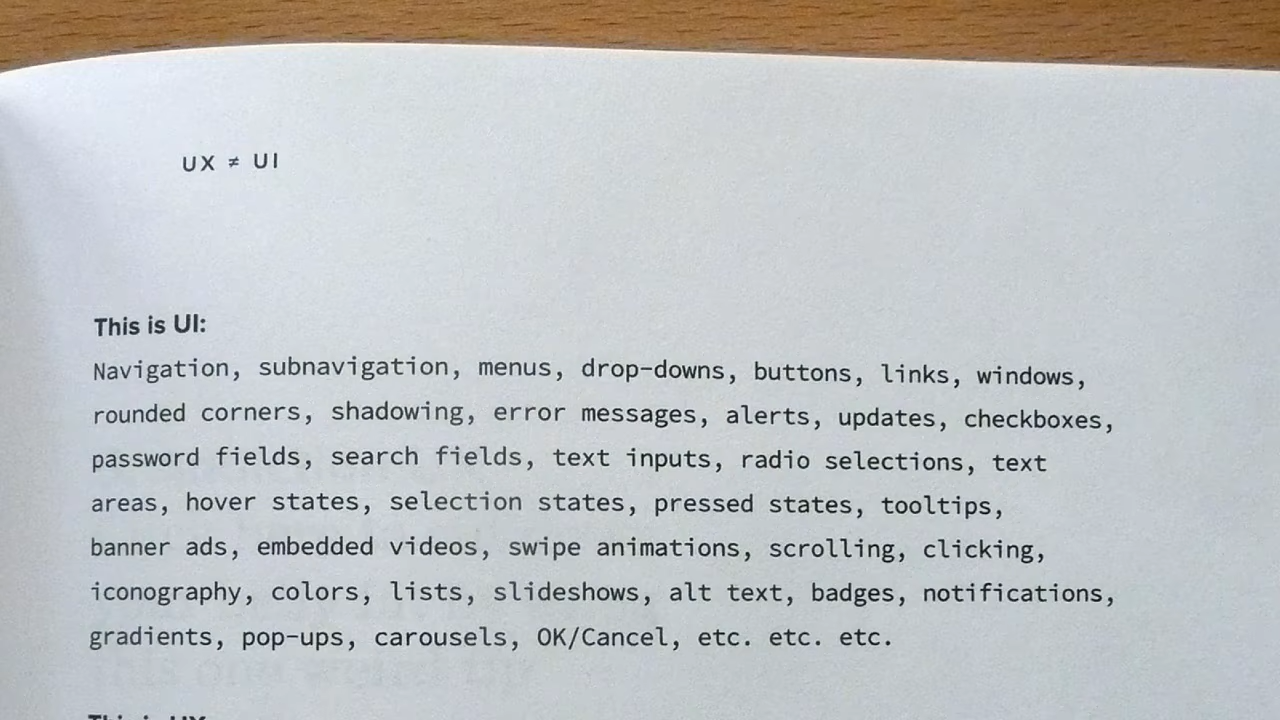 UX ≠ UI
This is UI:
Navigation, subnavigation, menus, drop-downs, buttons, links, windows,
rounded corners, shadowing, error messages, alerts, updates, checkboxes,
password fields, search fields, text inputs, radio selections, text
areas, hover states, selection states, pressed states, tooltips,
banner ads, embedded videos, swipe animations, scrolling, clicking,
iconography, colors, lists, slideshows, alt text, badges, notifications,
gradients, pop-ups, carousels, OK/Cancel, etc. etc. etc.
This is UX